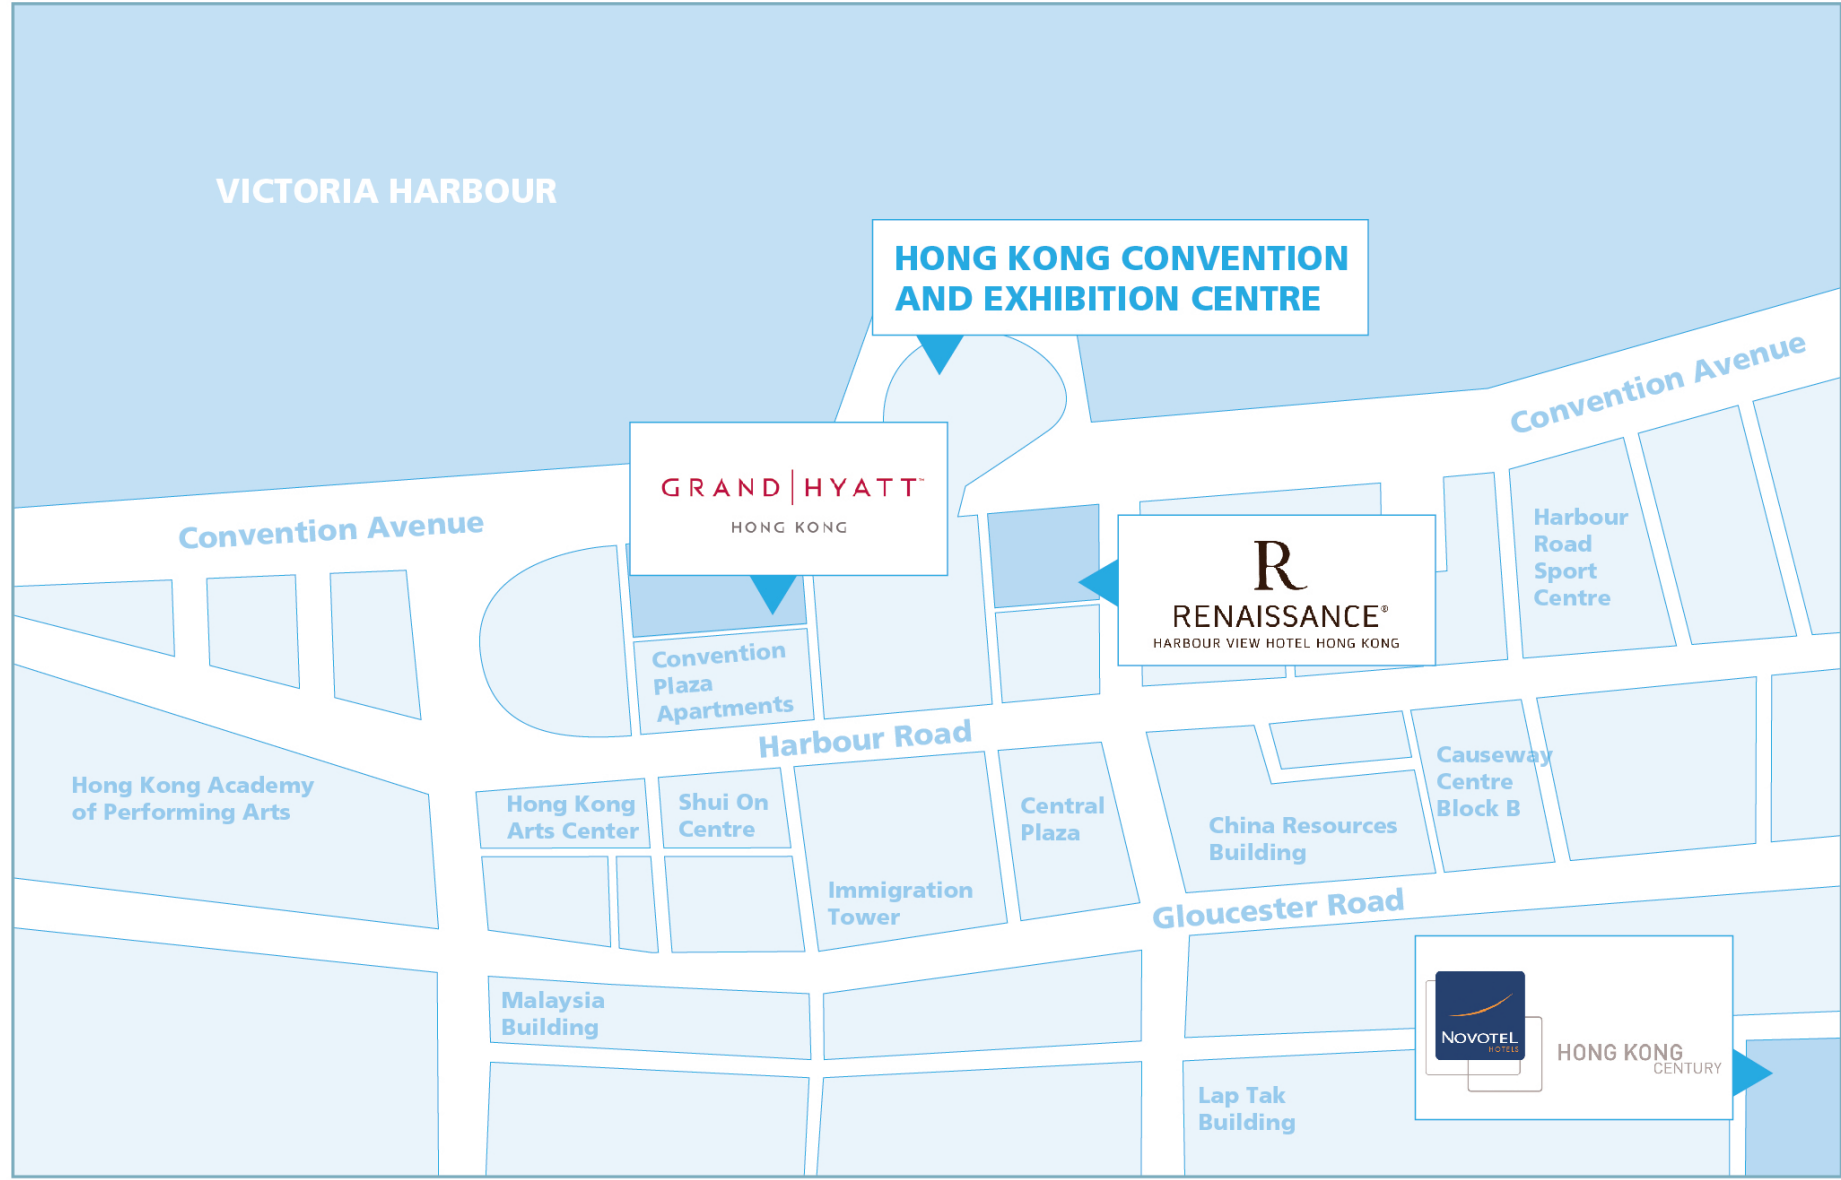 VICTORIA HARBOUR
HONG KONG CONVENTION
AND EXHIBITION CENTRE
Convention Avenue
GRAND HYATT™
HONG KONG
Convention Avenue
Harbour
Road
Sport
Centre
R
RENAISSANCE®
HARBOUR VIEW HOTEL HONG KONG
Convention
Plaza
Apartments
Harbour Road
Hong Kong Academy
of Performing Arts
Hong Kong
Arts Center
Shui On
Centre
Immigration
Tower
Central
Plaza
China Resources
Building
Causeway
Centre
Block B
Gloucester Road
Malaysia
Building
NOVOTEL
HOTELS
HONG KONG
CENTURY
Lap Tak
Building